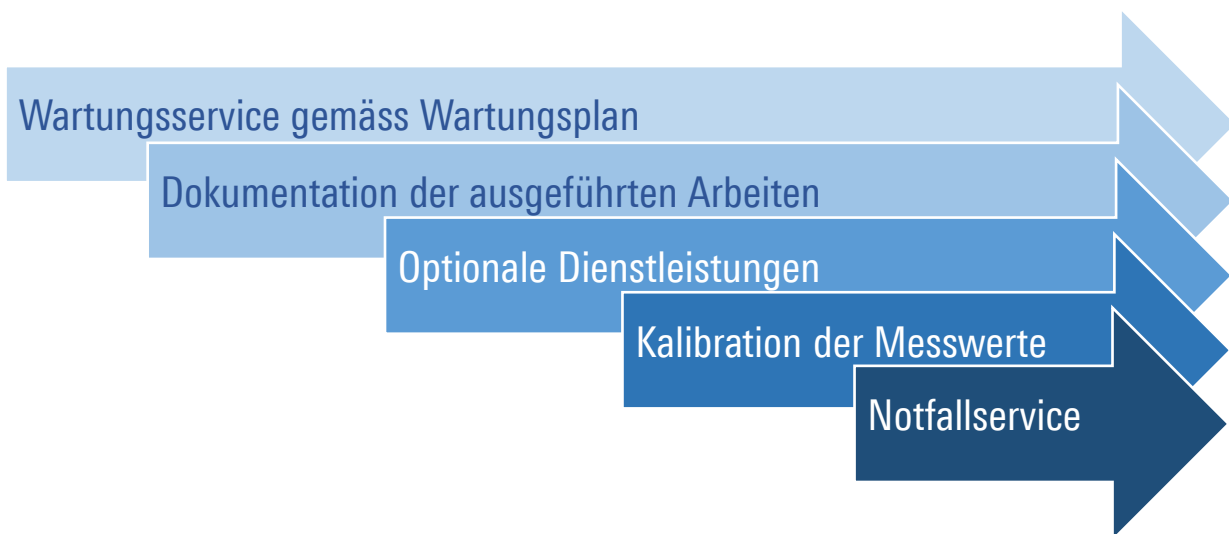 Wartungsservice gemäss Wartungsplan
Dokumentation der ausgeführten Arbeiten
Optionale Dienstleistungen
Kalibration der Messwerte
Notfallservice